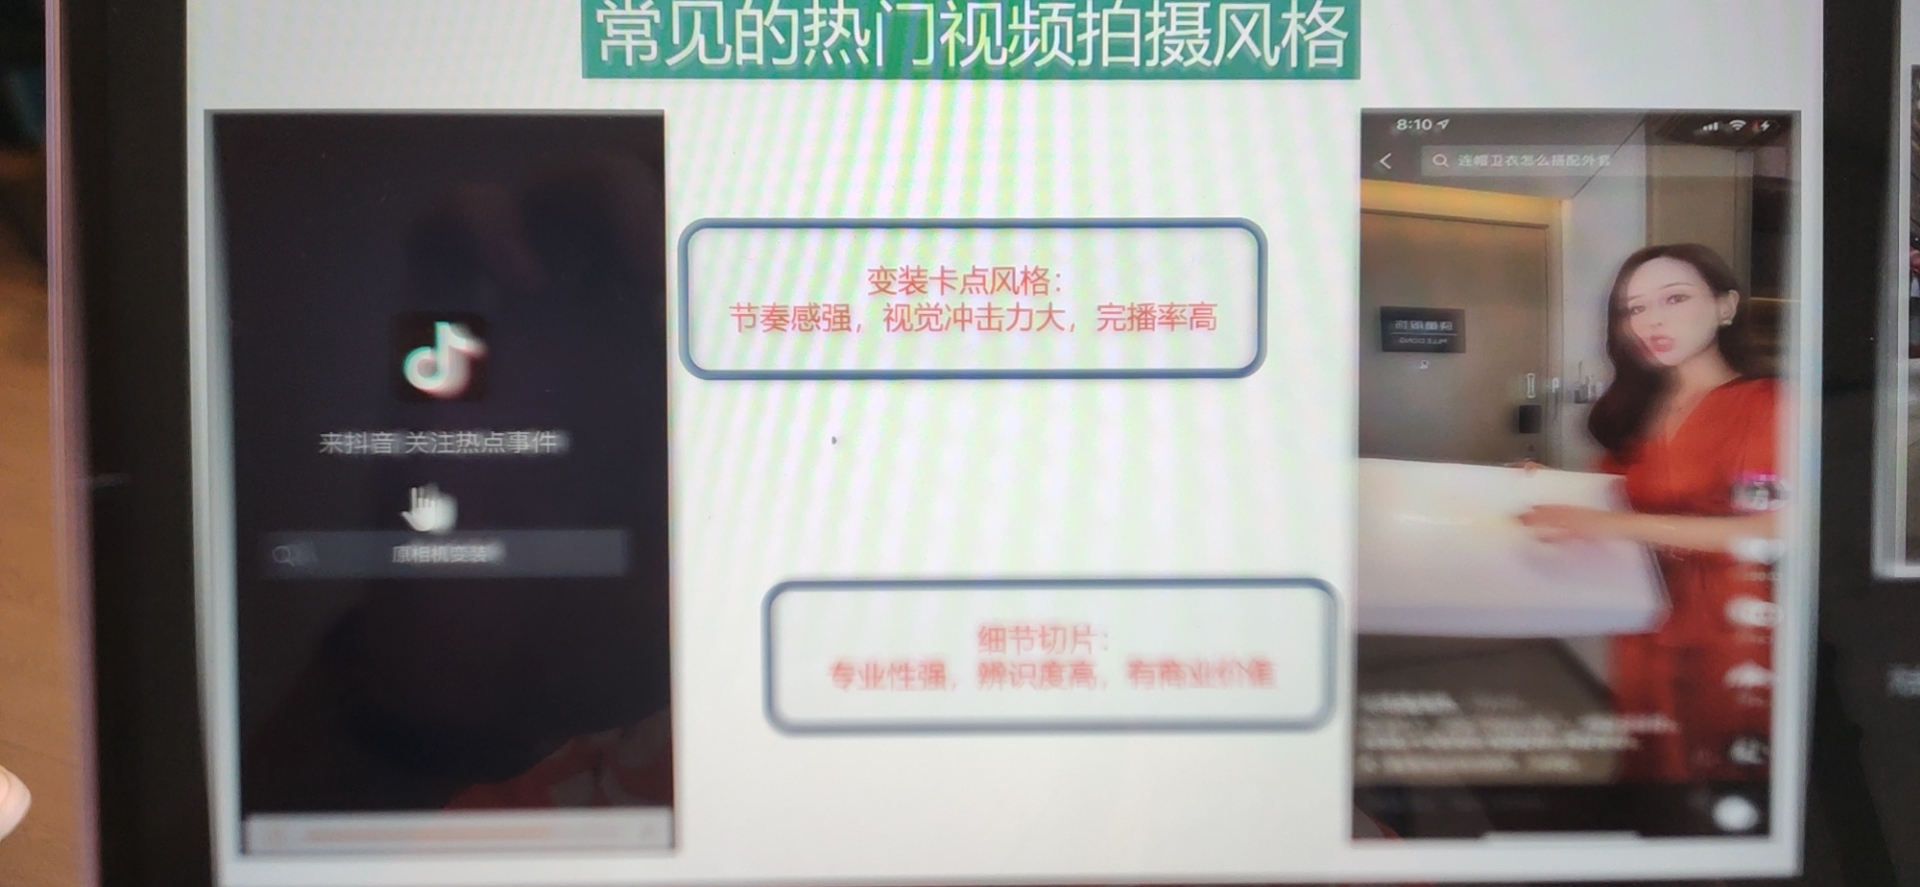 常见的热门视频拍摄风格
8:10
连帽卫衣怎么搭配外套
变装卡点风格：
节奏感强，视觉冲击力大，完播率高
来抖音 关注热点事件
原相机变装
细节切片：
专业性强，辨识度高，有商业价值